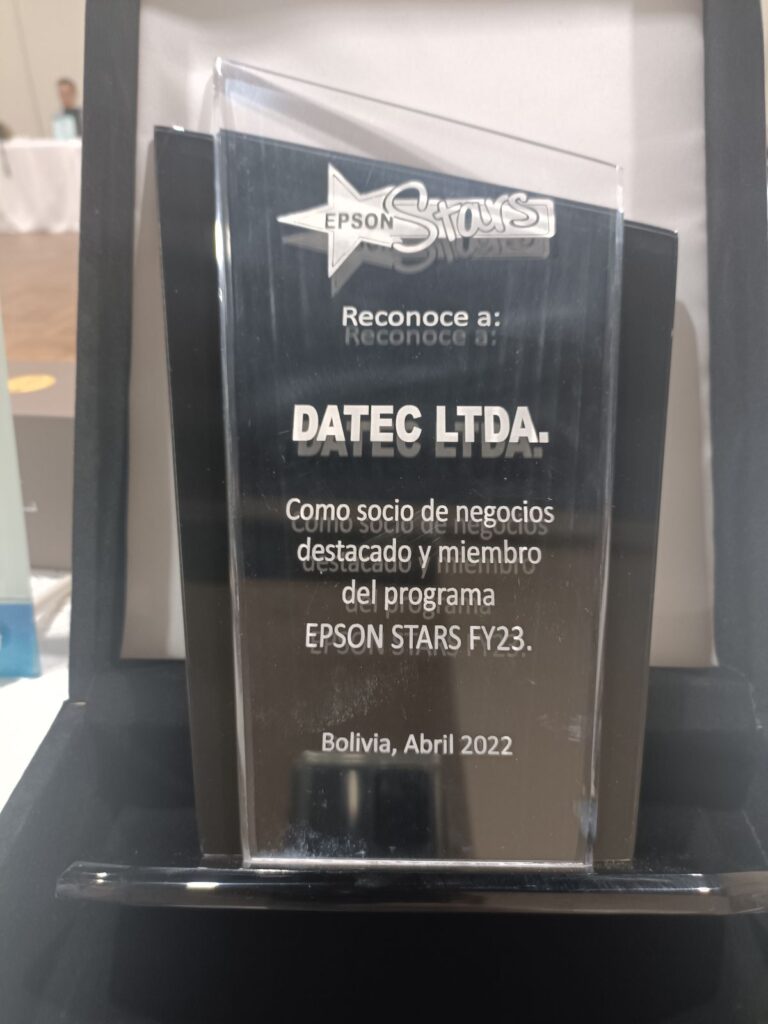 EPSON Stars
Reconoce a:
DATEC LTDA.
Como socio de negocios
destacado y miembro
del programa
EPSON STARS FY23.
Bolivia, Abril 2022